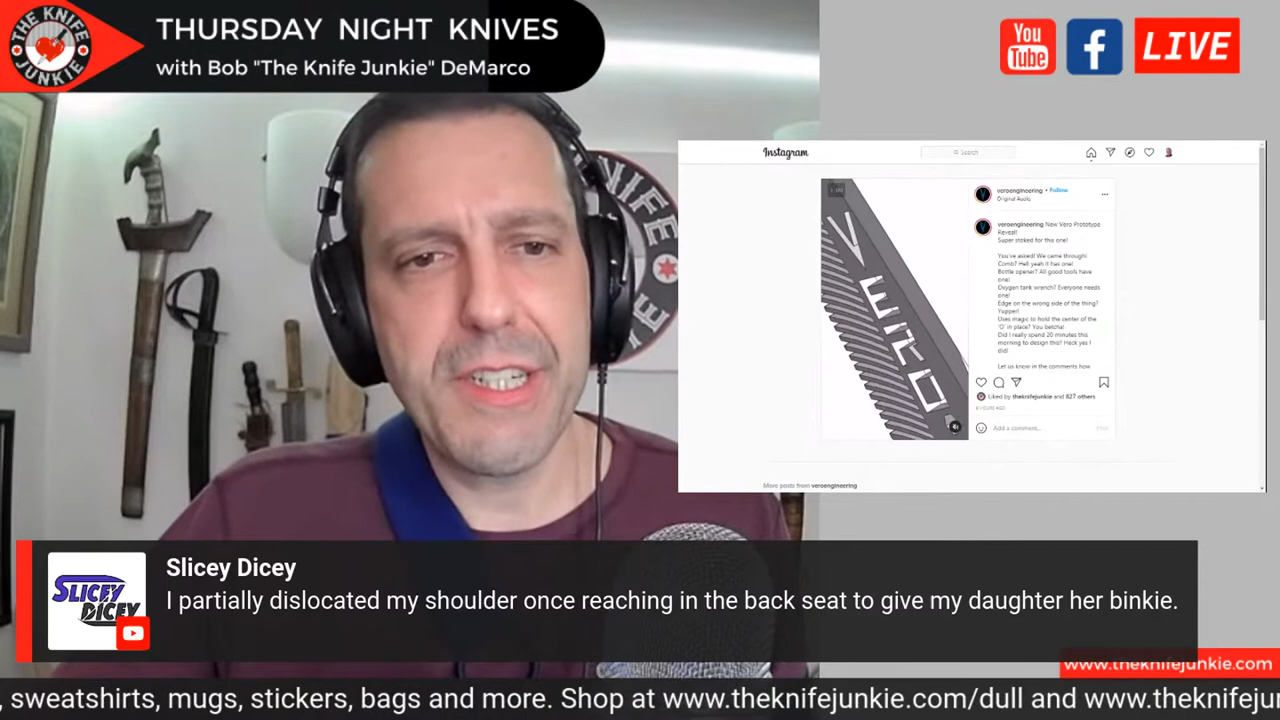 THE KNIFE
JUNKIE
THURSDAY NIGHT KNIVES
with Bob "The Knife Junkie" DeMarco
You
Tube
f
LIVE
KNIFE
Instagram
Search
VERO
veroengineering • Follow
Original Audio
veroengineering New Vero Prototype
Reveal!
Super stoked for this one!
You've asked! We came through!
Comb? Hell yeah it has one!
Bottle opener? All good tools have
one!
Oxygen tank wrench? Everyone needs
one!
Edge on the wrong side of the thing?
Yupper!
Uses magic to hold the center of the
'O' in place? You betcha!
Did I really spend 20 minutes this
morning to design this? Heck yes I
did!
Let us know in the comments how
Liked by theknifejunkie and 827 others
Add a comment...
More posts from veroengineering
SLICEY
DICEY
Slicey Dicey
I partially dislocated my shoulder once reaching in the back seat to give my daughter her binkie.
www.theknifejunkie.com
, sweatshirts, mugs, stickers, bags and more. Shop at www.theknifejunkie.com/dull and www.theknifeju